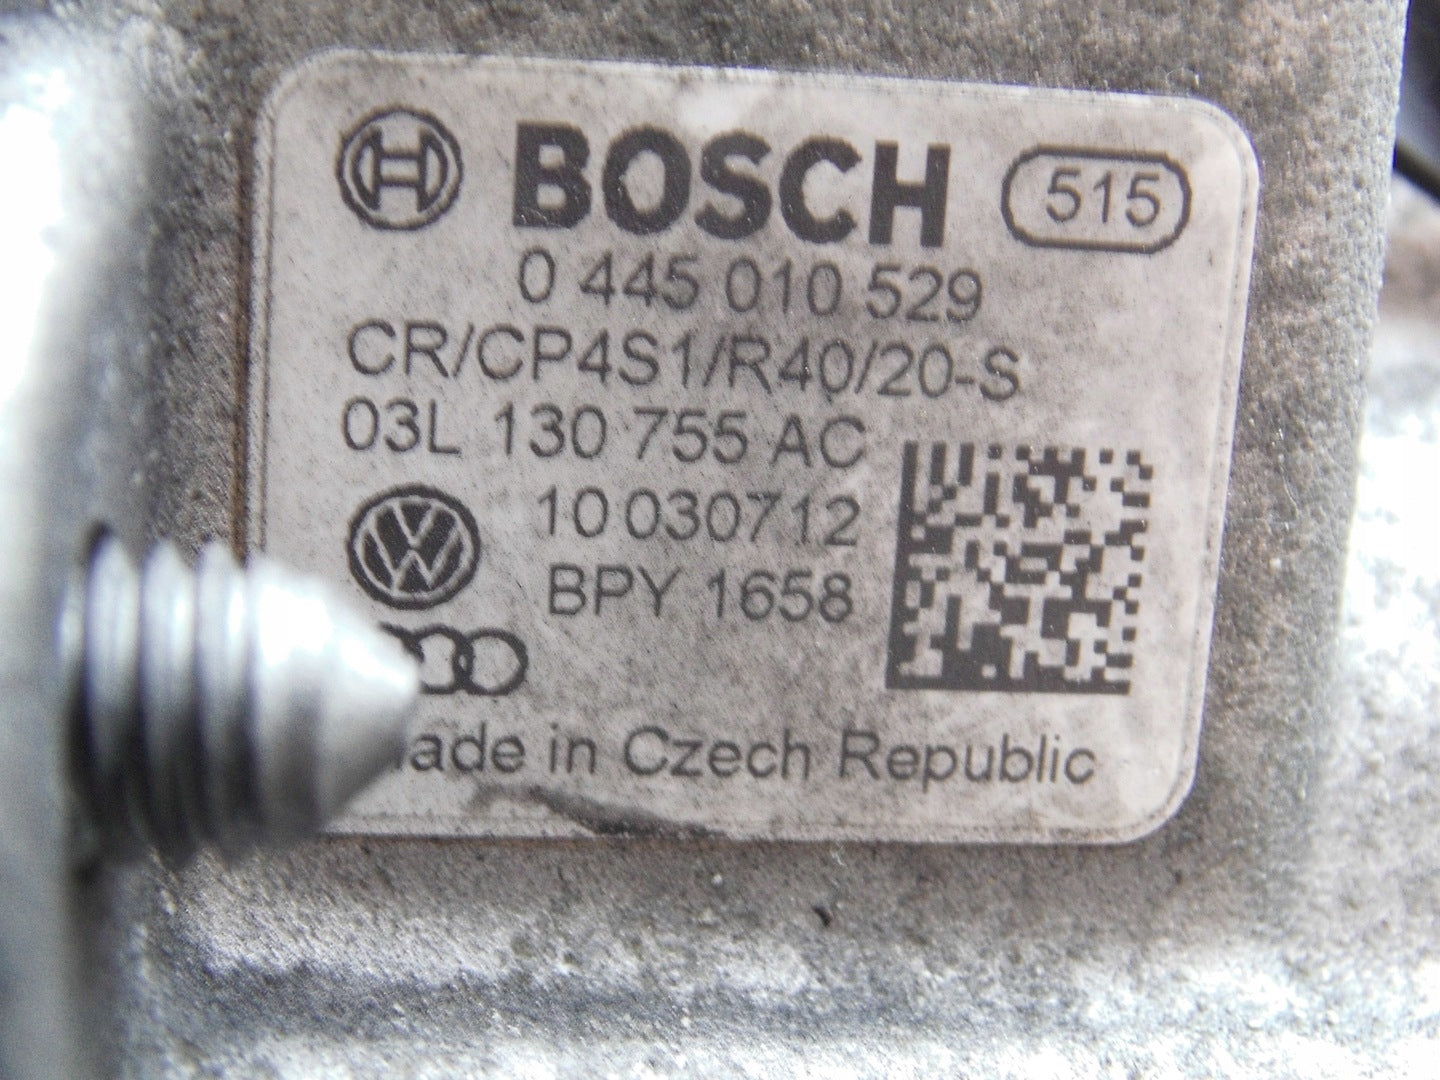 BOSCH 515
0 445 010 529
CR/CP4S1/R40/20-S
03L 130 755 AC
10 030712
BPY 1658
in Czech Republic